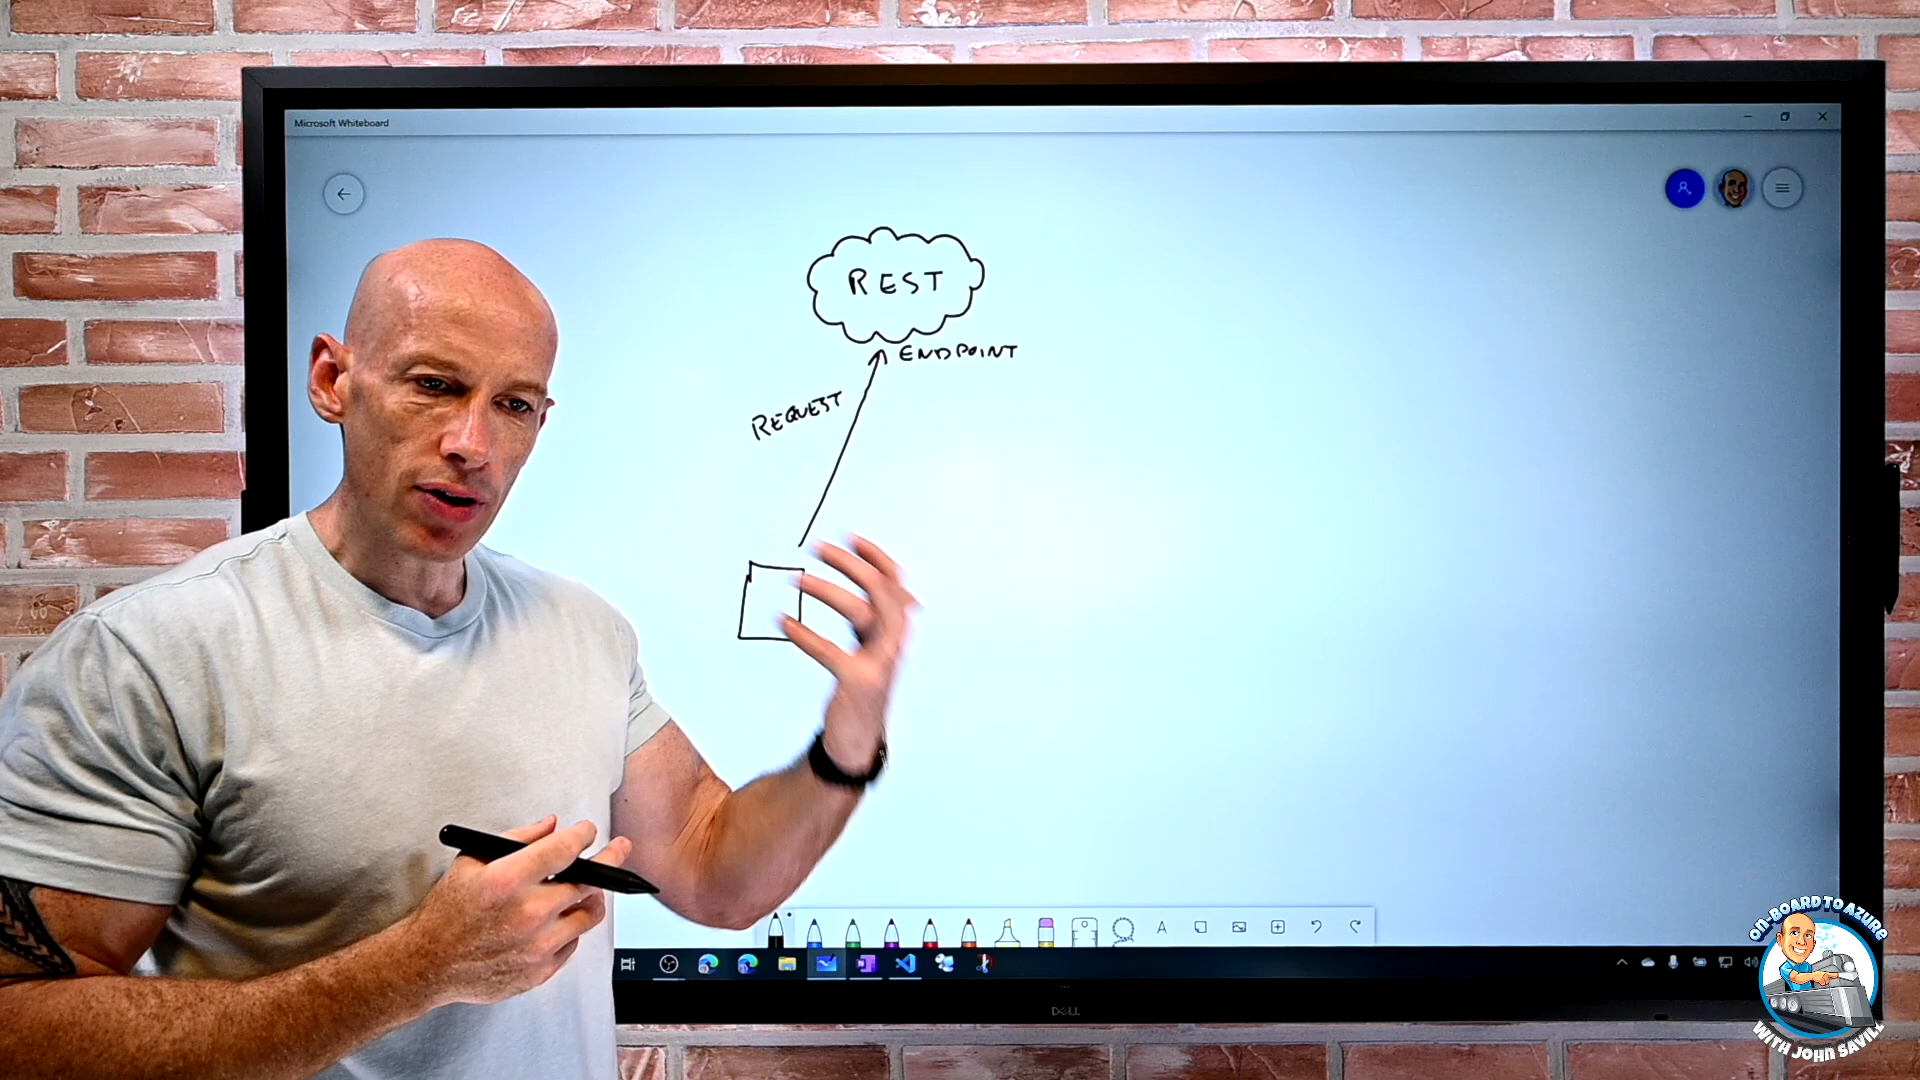 Microsoft Whiteboard
REST
ENDPOINT
REQUEST
A
DELL
ON-BOARD TO AZURE
WITH JOHN SAVILL